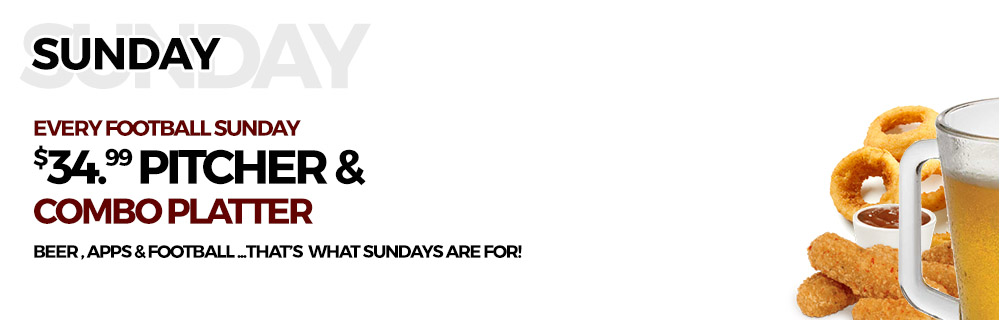 SUNDAY
SUNDAY
EVERY FOOTBALL SUNDAY
$34.99 PITCHER &
COMBO PLATTER
BEER , APPS & FOOTBALL ...THAT'S WHAT SUNDAYS ARE FOR!